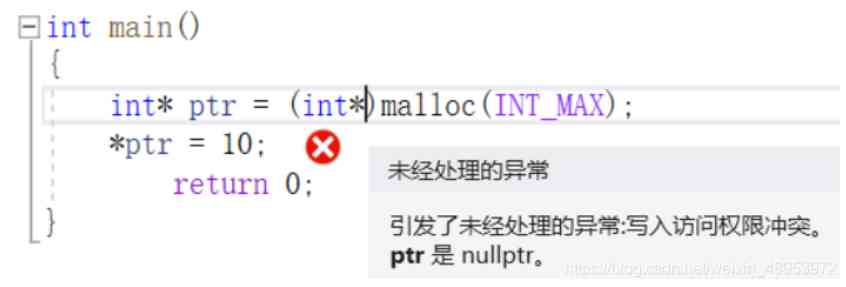 int main()
{
int* ptr = (int*)malloc(INT_MAX);
*ptr = 10;
return 0;
}
未经处理的异常
引发了未经处理的异常:写入访问权限冲突。
ptr 是 nullptr。
https://blog.csdn.net/weixin_48953972